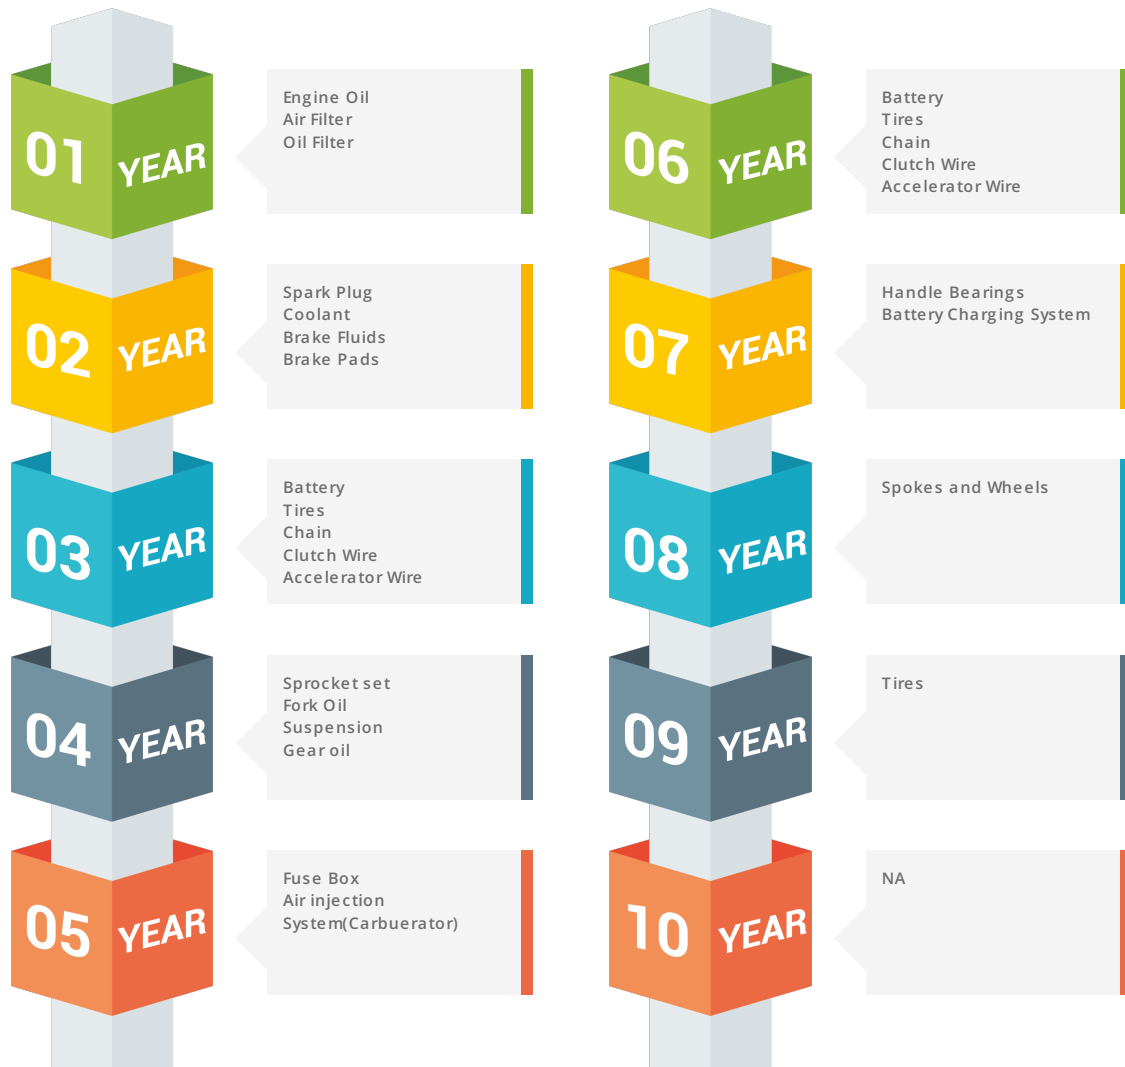 01 YEAR
Engine Oil
Air Filter
Oil Filter
02 YEAR
Spark Plug
Coolant
Brake Fluids
Brake Pads
03 YEAR
Battery
Tires
Chain
Clutch Wire
Accelerator Wire
04 YEAR
Sprocket set
Fork Oil
Suspension
Gear oil
05 YEAR
Fuse Box
Air injection
System(Carbuerator)
06 YEAR
Battery
Tires
Chain
Clutch Wire
Accelerator Wire
07 YEAR
Handle Bearings
Battery Charging System
08 YEAR
Spokes and Wheels
09 YEAR
Tires
10 YEAR
NA